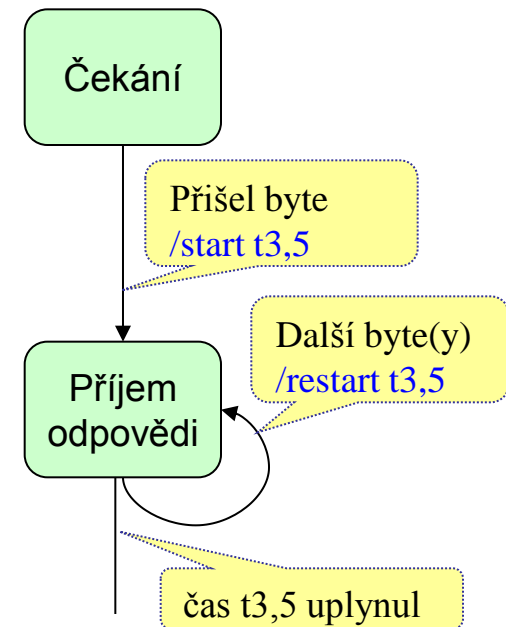 Čekání
Přišel byte
/start t3,5
Další byte(y)
/restart t3,5
Příjem
odpovědi
čas t3,5 uplynul